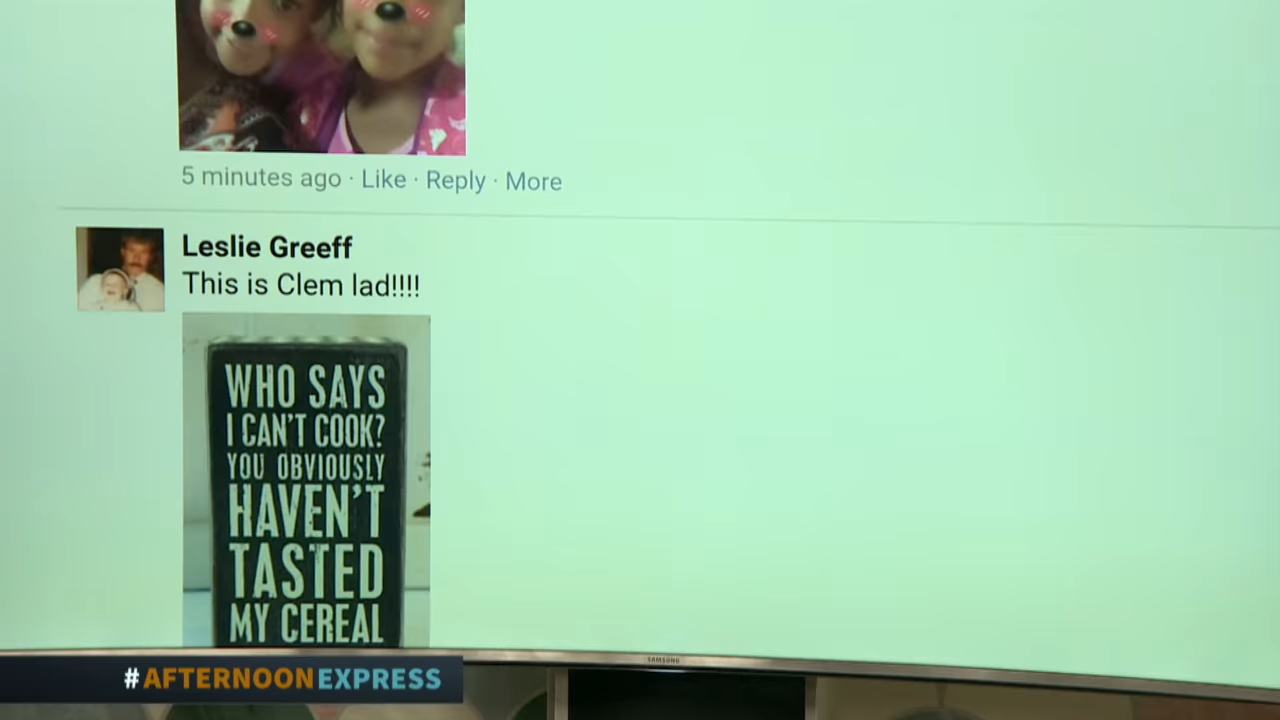 5 minutes ago · Like · Reply · More
Leslie Greeff
This is Clem lad!!!!
WHO SAYS
I CAN'T COOK?
YOU OBVIOUSLY
HAVEN'T
TASTED
MY CEREAL
SAMSUNG
#AFTERNOONEXPRESS